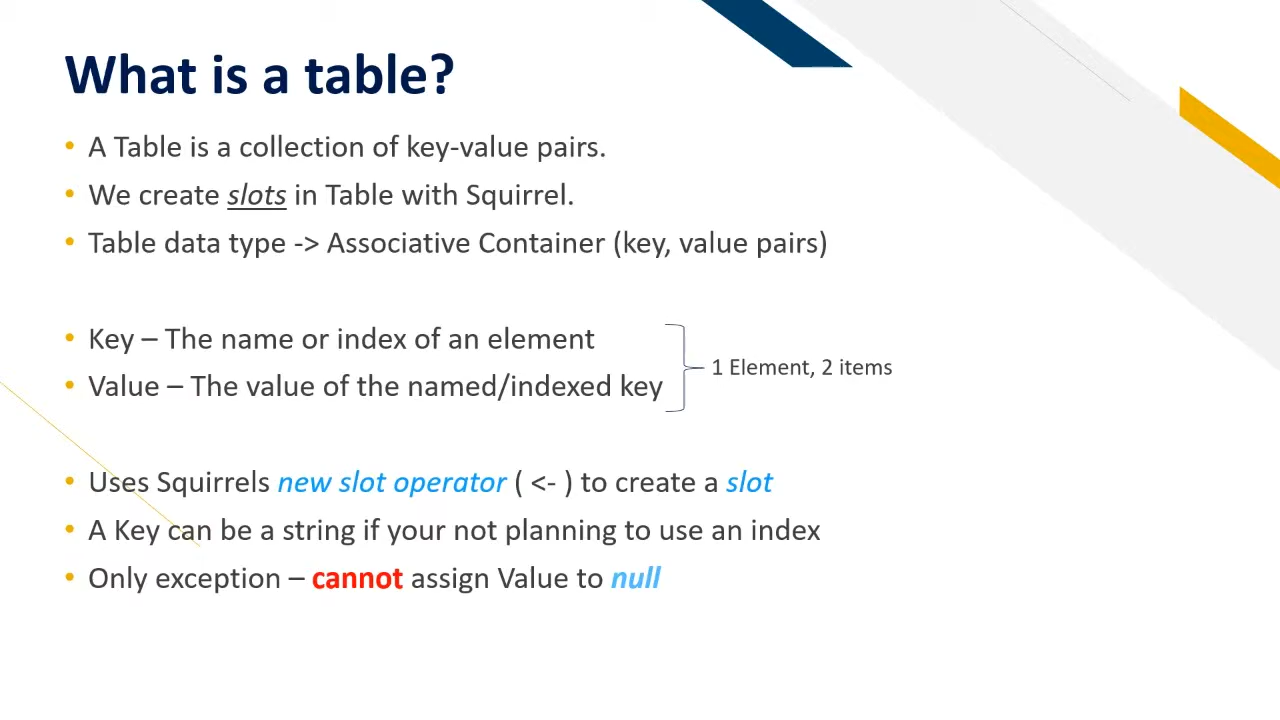 What is a table?
• A Table is a collection of key-value pairs.
• We create slots in Table with Squirrel.
• Table data type -> Associative Container (key, value pairs)
• Key – The name or index of an element
• Value – The value of the named/indexed key
1 Element, 2 items
• Uses Squirrels new slot operator ( <- ) to create a slot
• A Key can be a string if your not planning to use an index
• Only exception – cannot assign Value to null